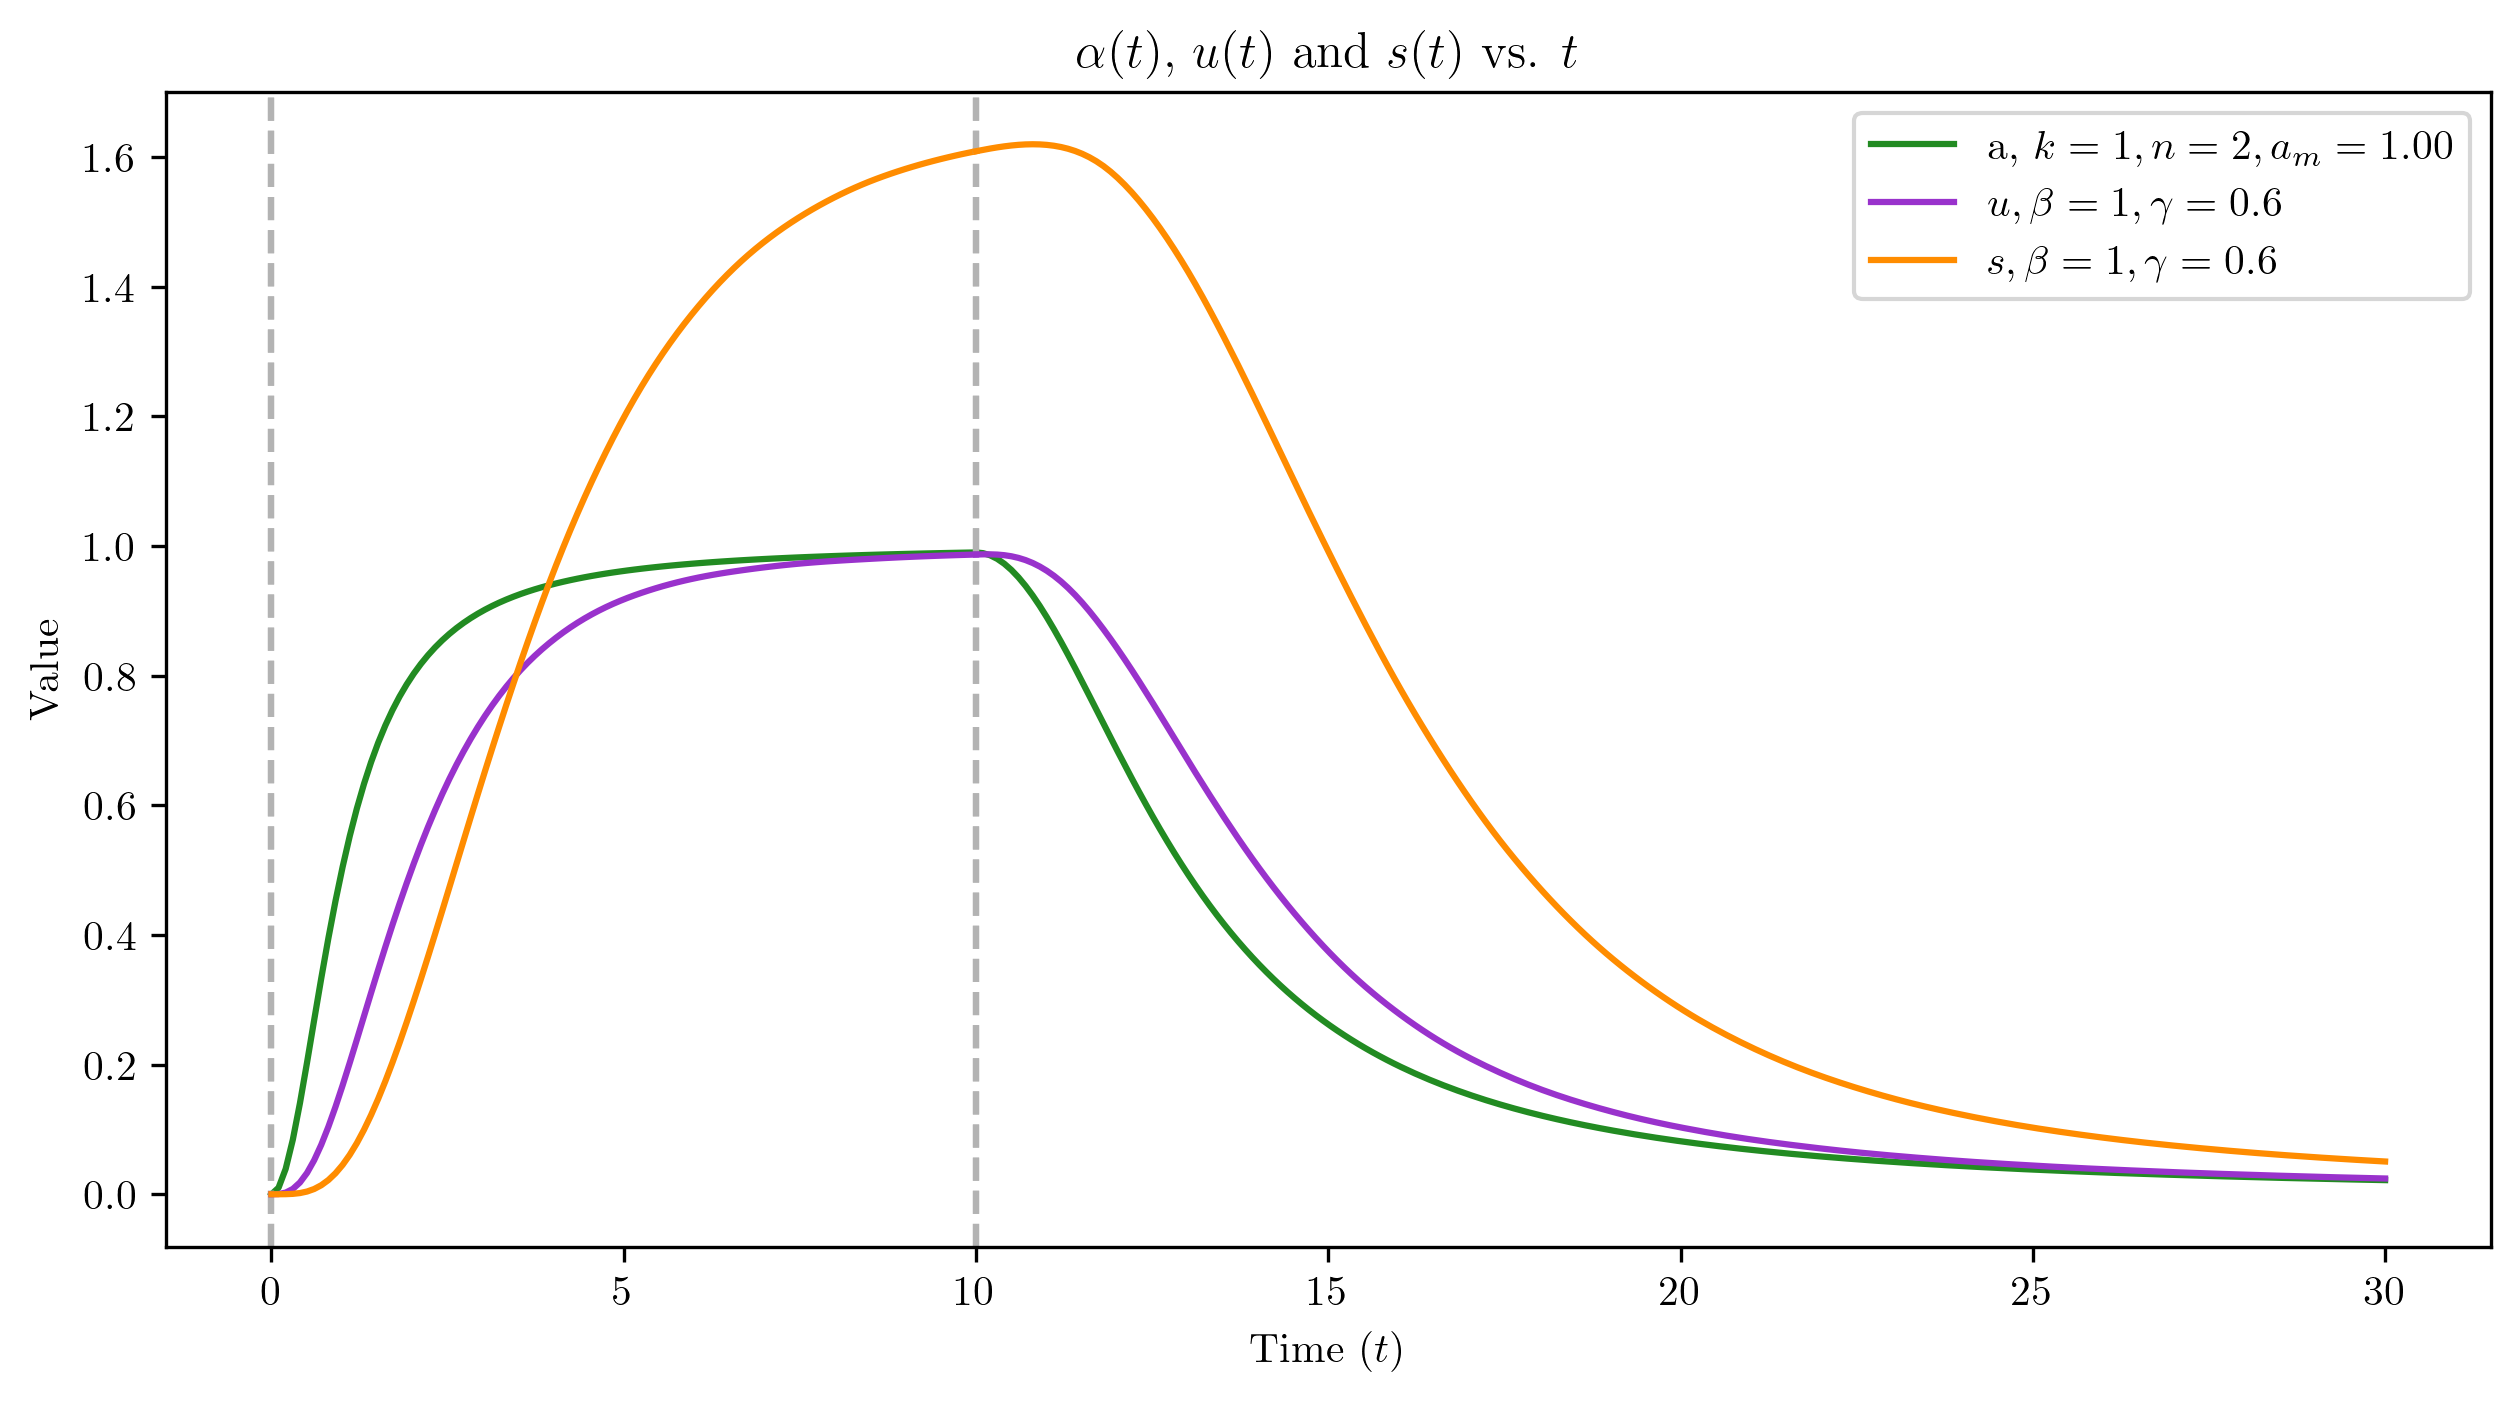 α(t), u(t) and s(t) vs. t
a, k = 1, n = 2, a_m = 1.00
u, β = 1, γ = 0.6
s, β = 1, γ = 0.6
Value
1.6
1.4
1.2
1.0
0.8
0.6
0.4
0.2
0.0
0 5 10 15 20 25 30
Time (t)